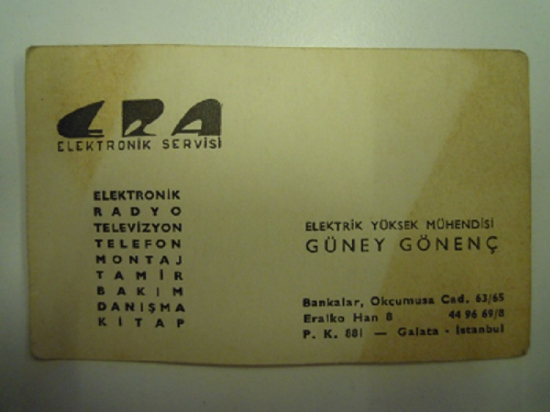 ERA
ELEKTRONİK SERVİSİ
ELEKTRONİK
RADYO
TELEVİZYON
TELEFON
MONTAJ
TAMİR
BAKIM
DANIŞMA
KİTAP
ELEKTRİK YÜKSEK MÜHENDİSİ
GÜNEY GÖNENÇ
Bankalar, Okçumusa Cad. 63/65
Eralko Han 8 44 96 69/8
P. K. 881 — Galata - İstanbul